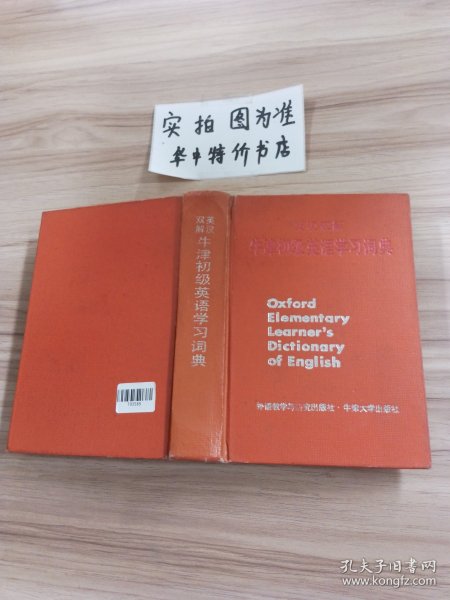 实拍图为准
华中特价书店
英汉
双解
牛津初级英语学习词典
英汉双解
牛津初级英语学习词典
Oxford
Elementary
Learner's
Dictionary
of English
外语教学与研究出版社·牛津大学出版社
孔夫子旧书网
www.kongfz.com